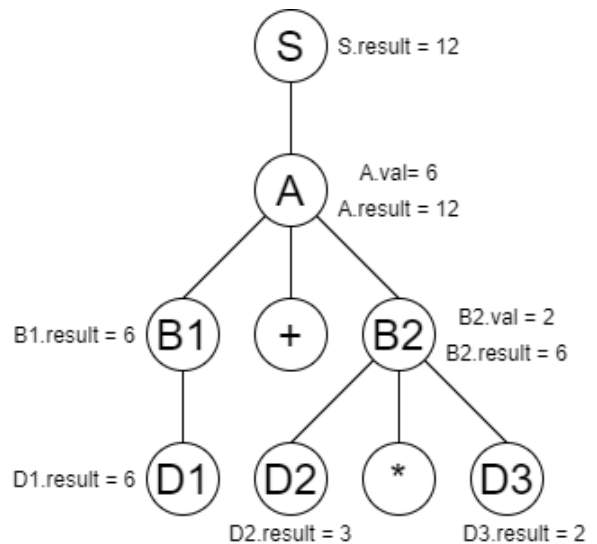 S S.result = 12
A.val= 6
A
A.result = 12
B1.result = 6 B1 + B2 B2.val = 2
B2.result = 6
D1.result = 6 D1 D2 * D3
D2.result = 3 D3.result = 2